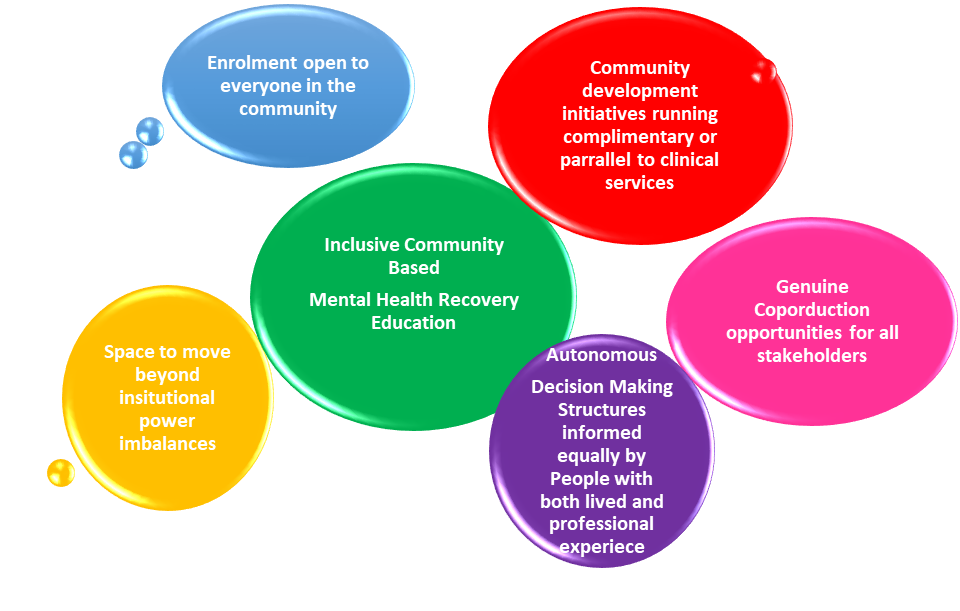 Enrolment open to
everyone in the
community
Community
development
initiatives running
complimentary or
parrallel to clinical
services
Inclusive Community
Based
Mental Health Recovery
Education
Genuine
Coporduction
opportunities for all
stakeholders
Space to move
beyond
insitutional
power
imbalances
Autonomous
Decision Making
Structures
informed
equally by
People with
both lived and
professional
experiece